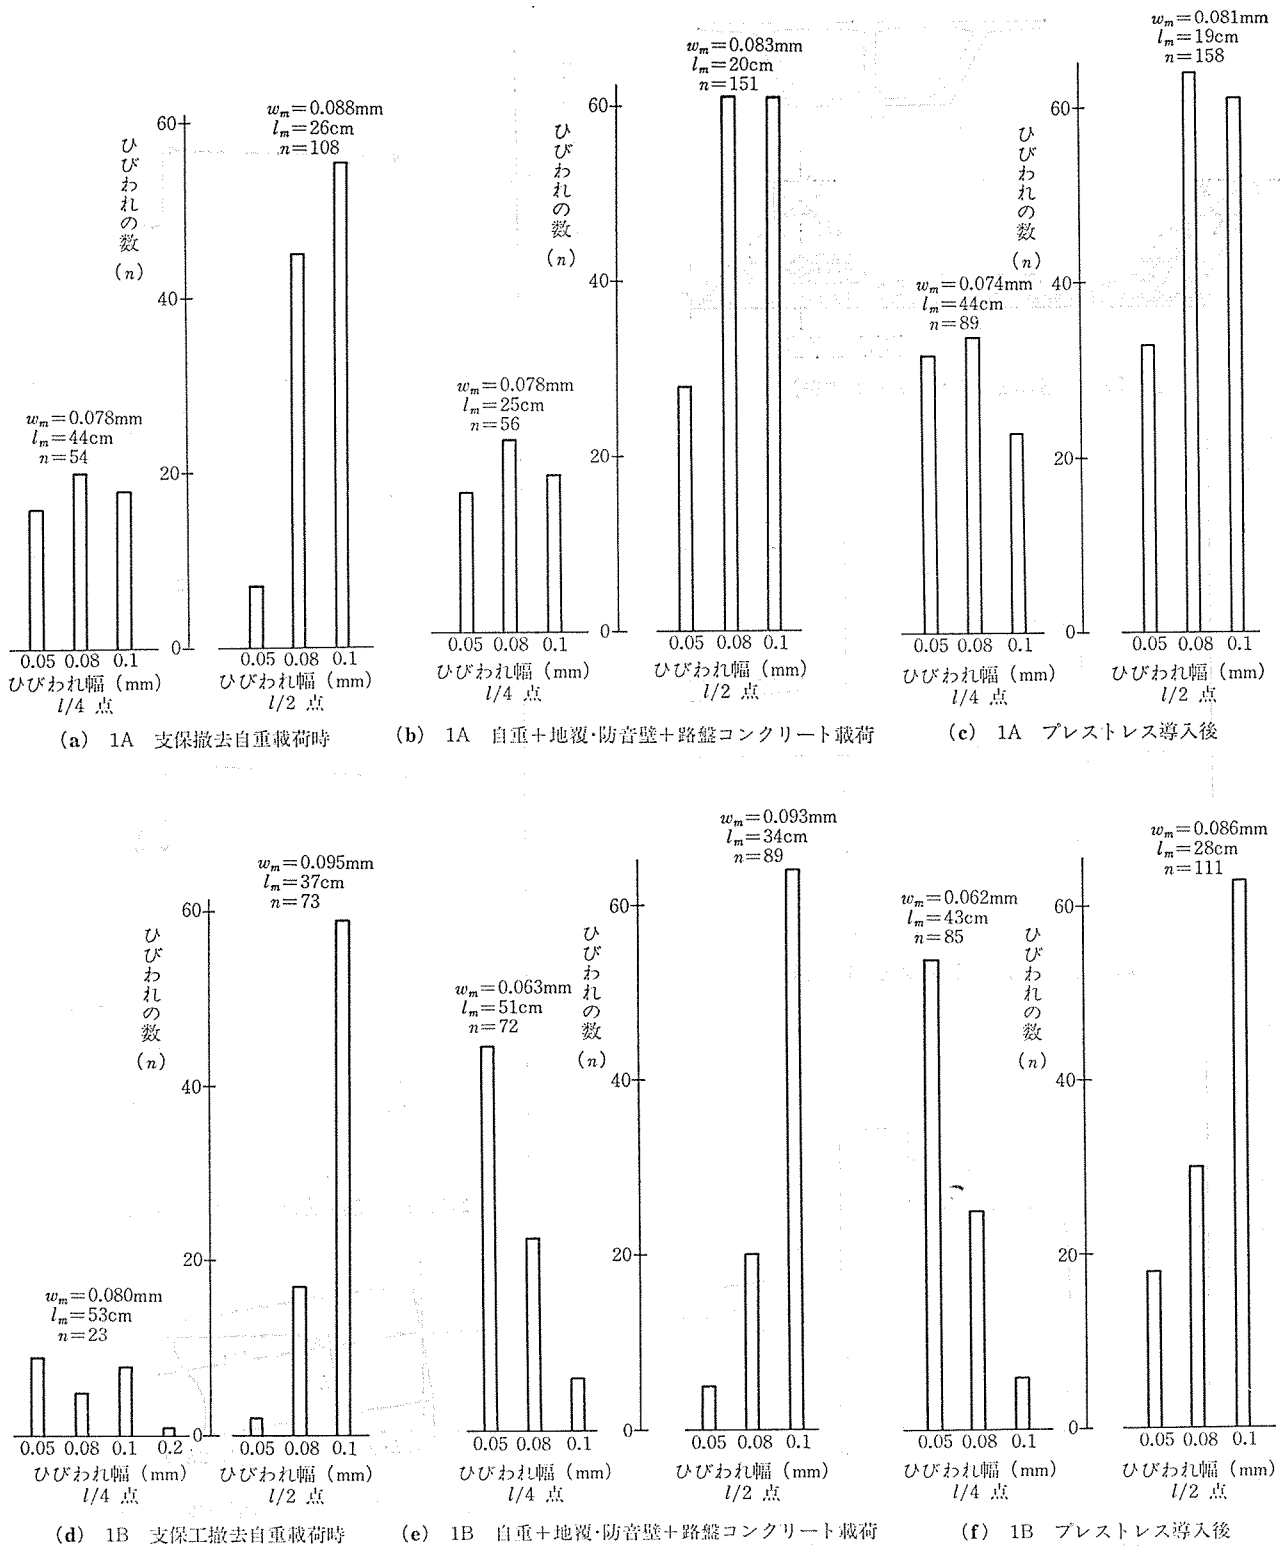 w_m=0.078mm
l_m=44cm
n=54
60
40
20
0
ひびわれの数
(n)
w_m=0.088mm
l_m=26cm
n=108
0.05 0.08 0.1
ひびわれ幅 (mm)
l/4 点
0.05 0.08 0.1
ひびわれ幅 (mm)
l/2 点
(a) 1A 支保撤去自重載荷時
w_m=0.078mm
l_m=25cm
n=56
60
40
20
0
ひびわれの数
(n)
w_m=0.083mm
l_m=20cm
n=151
0.05 0.08 0.1
ひびわれ幅 (mm)
l/4 点
0.05 0.08 0.1
ひびわれ幅 (mm)
l/2 点
(b) 1A 自重+地覆・防音壁+路盤コンクリート載荷
w_m=0.074mm
l_m=44cm
n=89
60
40
20
0
ひびわれの数
(n)
w_m=0.081mm
l_m=19cm
n=158
0.05 0.08 0.1
ひびわれ幅 (mm)
l/4 点
0.05 0.08 0.1
ひびわれ幅 (mm)
l/2 点
(c) 1A プレストレス導入後
w_m=0.080mm
l_m=53cm
n=23
60
40
20
0
ひびわれの数
(n)
w_m=0.095mm
l_m=37cm
n=73
0.05 0.08 0.1 0.2
ひびわれ幅 (mm)
l/4 点
0.05 0.08 0.1
ひびわれ幅 (mm)
l/2 点
(d) 1B 支保工撤去自重載荷時
w_m=0.063mm
l_m=51cm
n=72
60
40
20
0
ひびわれの数
(n)
w_m=0.093mm
l_m=34cm
n=89
0.05 0.08 0.1
ひびわれ幅 (mm)
l/4 点
0.05 0.08 0.1
ひびわれ幅 (mm)
l/2 点
(e) 1B 自重+地覆・防音壁+路盤コンクリート載荷
w_m=0.062mm
l_m=43cm
n=85
60
40
20
0
ひびわれの数
(n)
w_m=0.086mm
l_m=28cm
n=111
0.05 0.08 0.1
ひびわれ幅 (mm)
l/4 点
0.05 0.08 0.1
ひびわれ幅 (mm)
l/2 点
(f) 1B プレストレス導入後